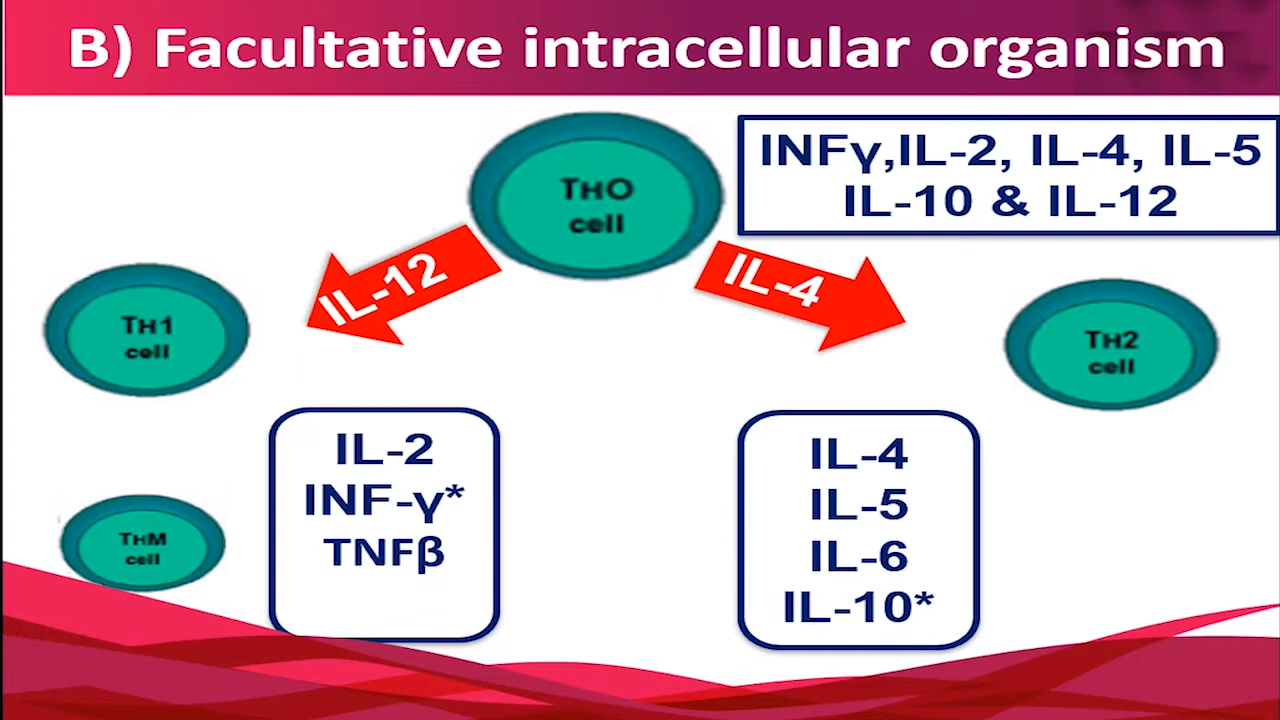 B) Facultative intracellular organism
THO
cell
INFγ,IL-2, IL-4, IL-5
IL-10 & IL-12
IL-12
IL-4
TH1
cell
TH2
cell
IL-2
INF-γ*
TNFβ
IL-4
IL-5
IL-6
IL-10*
THM
cell